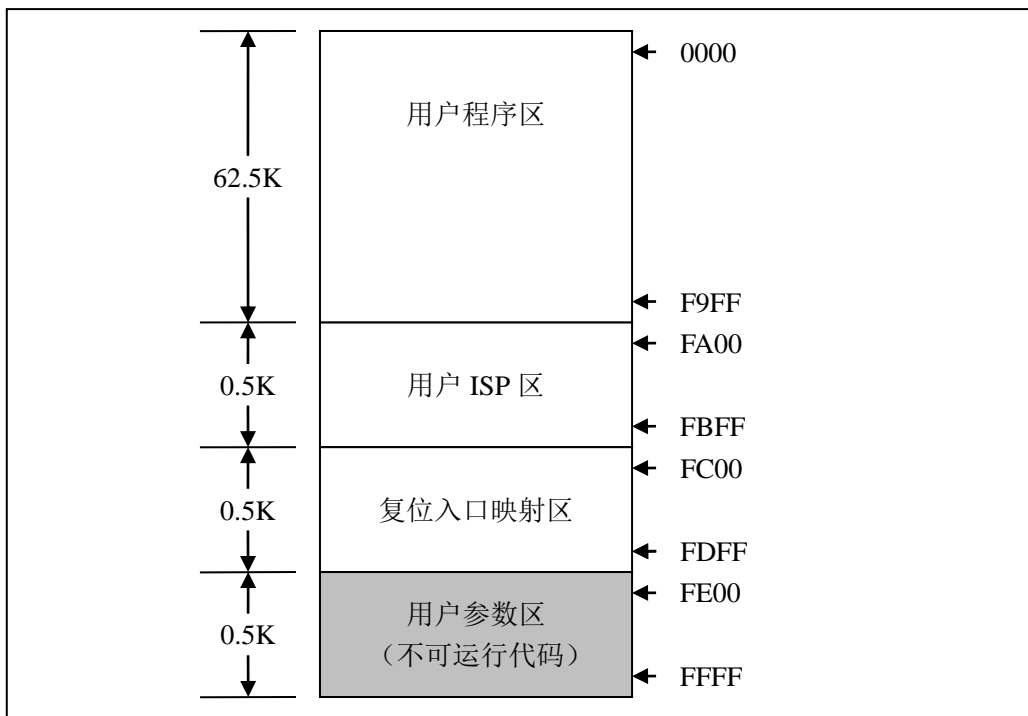 0000
用户程序区
62.5K
F9FF
FA00
用户 ISP 区
0.5K
FBFF
FC00
复位入口映射区
0.5K
FDFF
FE00
用户参数区
0.5K
（不可运行代码）
FFFF